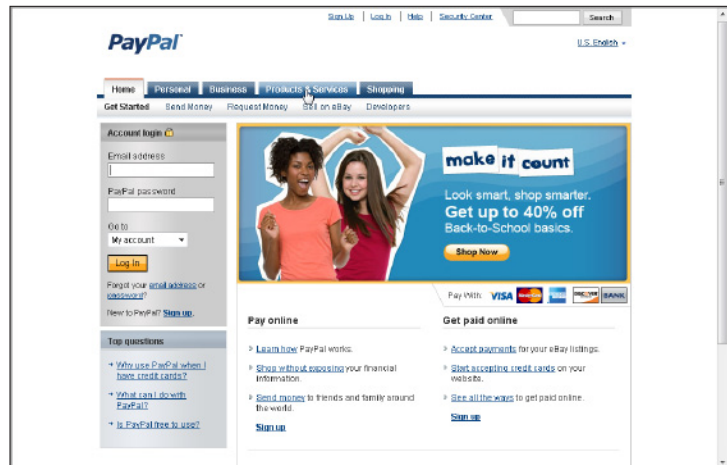 Sign Up | Log In | Help | Security Center Search
PayPal
U.S. English
Home Personal Business Products & Services Shopping
Get Started Send Money Request Money Sell on eBay Developers
Account login
Email address
PayPal password
Go to
My account
Log In
Forgot your email address or
password?
New to PayPal? Sign up.
Top questions
Why use PayPal when I
have credit cards?
What can I do with
PayPal?
Is PayPal free to use?
make it count
Look smart, shop smarter.
Get up to 40% off
Back-to-School basics.
Shop Now
Pay With: VISA MasterCard DISCOVER BANK
Pay online
Learn how PayPal works.
Shop without exposing your financial
information.
Send money to friends and family around
the world.
Sign up
Get paid online
Accept payments for your eBay listings.
Start accepting credit cards on your
website.
See all the ways to get paid online.
Sign up